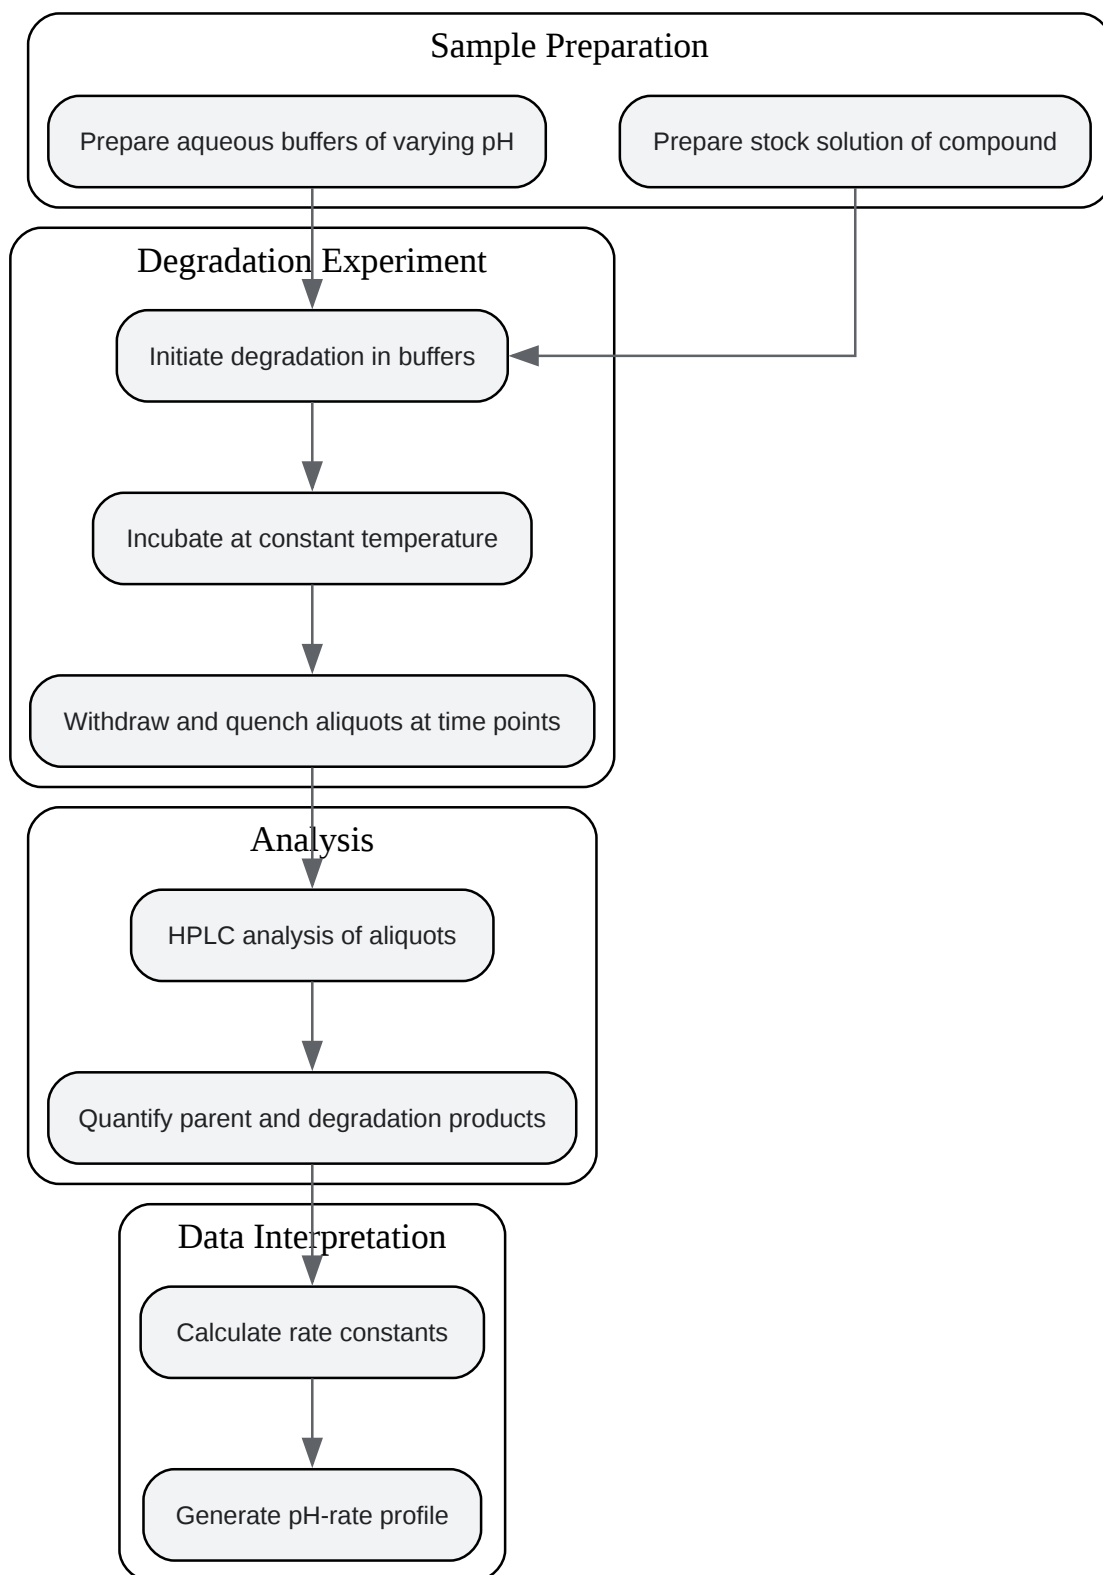 Sample Preparation
Prepare aqueous buffers of varying pH
Prepare stock solution of compound
Degradation Experiment
Initiate degradation in buffers
Incubate at constant temperature
Withdraw and quench aliquots at time points
Analysis
HPLC analysis of aliquots
Quantify parent and degradation products
Data Interpretation
Calculate rate constants
Generate pH-rate profile